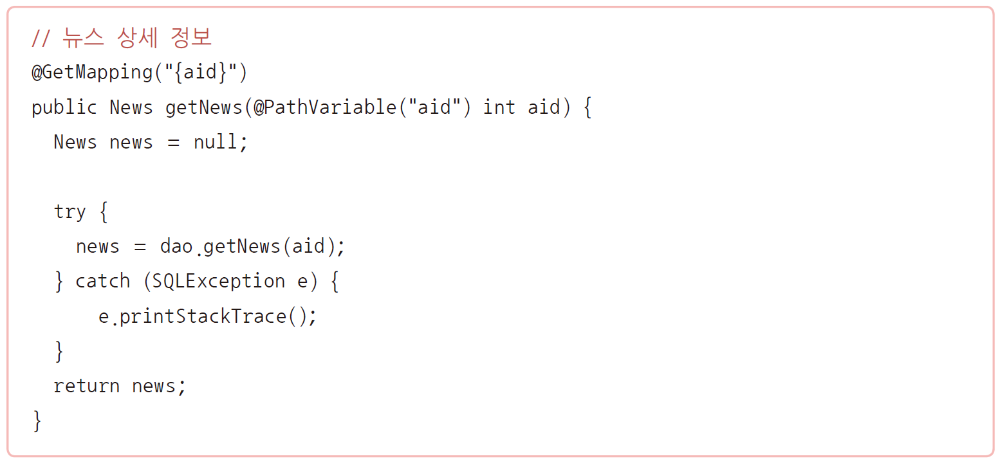 // 뉴스 상세 정보
@GetMapping("{aid}")
public News getNews(@PathVariable("aid") int aid) {
  News news = null;

  try {
    news = dao.getNews(aid);
  } catch (SQLException e) {
      e.printStackTrace();
  }
  return news;
}